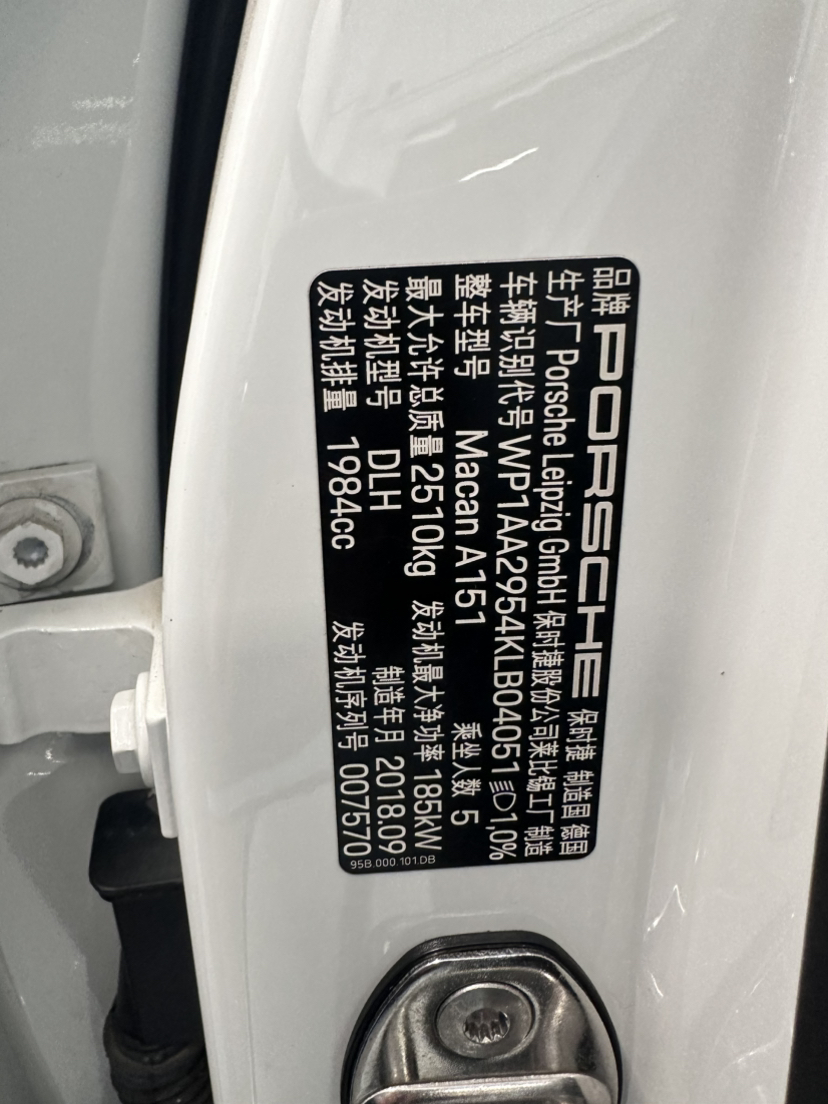 品牌 PORSCHE 保时捷 制造国 德国
生产厂 Porsche Leipzig GmbH 保时捷股份公司莱比锡工厂制造
车辆识别代号 WP1AA2954KLB04051 1,0%
整车型号 Macan A151 乘坐人数 5
最大允许总质量 2510kg 发动机最大净功率 185kW
发动机型号 DLH 制造年月 2018.09
发动机排量 1984cc 发动机序列号 007570
95B.000.101.DB